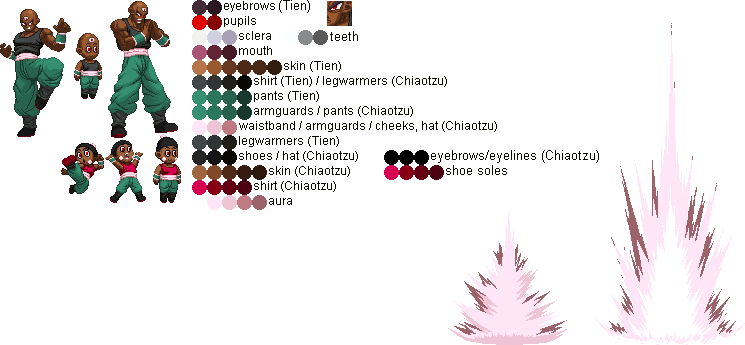 eyebrows (Tien)
pupils
sclera
teeth
mouth
skin (Tien)
shirt (Tien) / legwarmers (Chiaotzu)
pants (Tien)
armguards / pants (Chiaotzu)
waistband / armguards / cheeks, hat (Chiaotzu)
legwarmers (Tien)
shoes / hat (Chiaotzu)
eyebrows/eyelines (Chiaotzu)
skin (Chiaotzu)
shoe soles
shirt (Chiaotzu)
aura